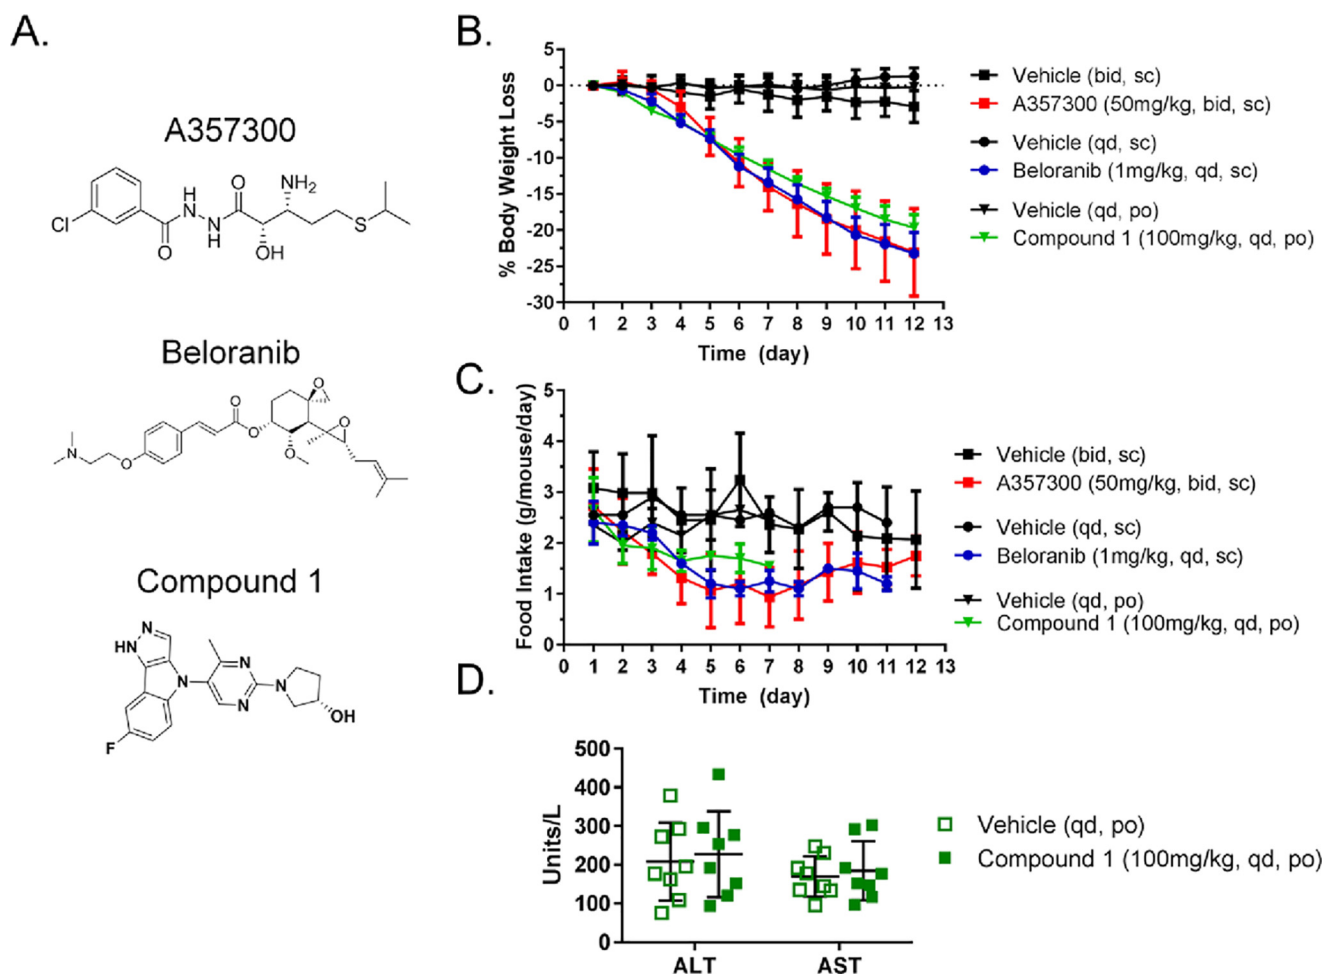 A.
A357300
NH₂
O
H
N
N
H
O
OH
S
Cl
Beloranib
O
O
O
O
O
N
O
Compound 1
N
HN
N
N
N
N
OH
F
B.
% Body Weight Loss
5
0
-5
-10
-15
-20
-25
-30
0 1 2 3 4 5 6 7 8 9 10 11 12 13
Time (day)
Vehicle (bid, sc)
A357300 (50mg/kg, bid, sc)
Vehicle (qd, sc)
Beloranib (1mg/kg, qd, sc)
Vehicle (qd, po)
Compound 1 (100mg/kg, qd, po)
C.
Food Intake (g/mouse/day)
5
4
3
2
1
0
0 1 2 3 4 5 6 7 8 9 10 11 12 13
Time (day)
Vehicle (bid, sc)
A357300 (50mg/kg, bid, sc)
Vehicle (qd, sc)
Beloranib (1mg/kg, qd, sc)
Vehicle (qd, po)
Compound 1 (100mg/kg, qd, po)
D.
Units/L
500
400
300
200
100
0
ALT AST
Vehicle (qd, po)
Compound 1 (100mg/kg, qd, po)